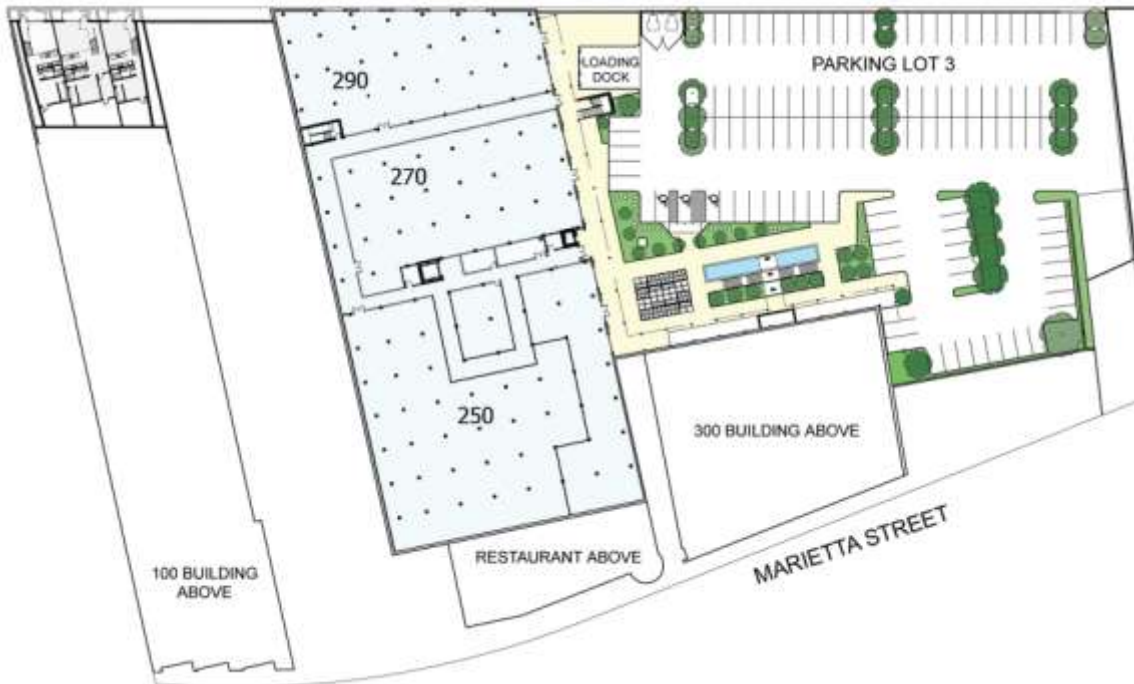 290
LOADING
DOCK
PARKING LOT 3
270
250
300 BUILDING ABOVE
RESTAURANT ABOVE
MARIETTA STREET
100 BUILDING
ABOVE